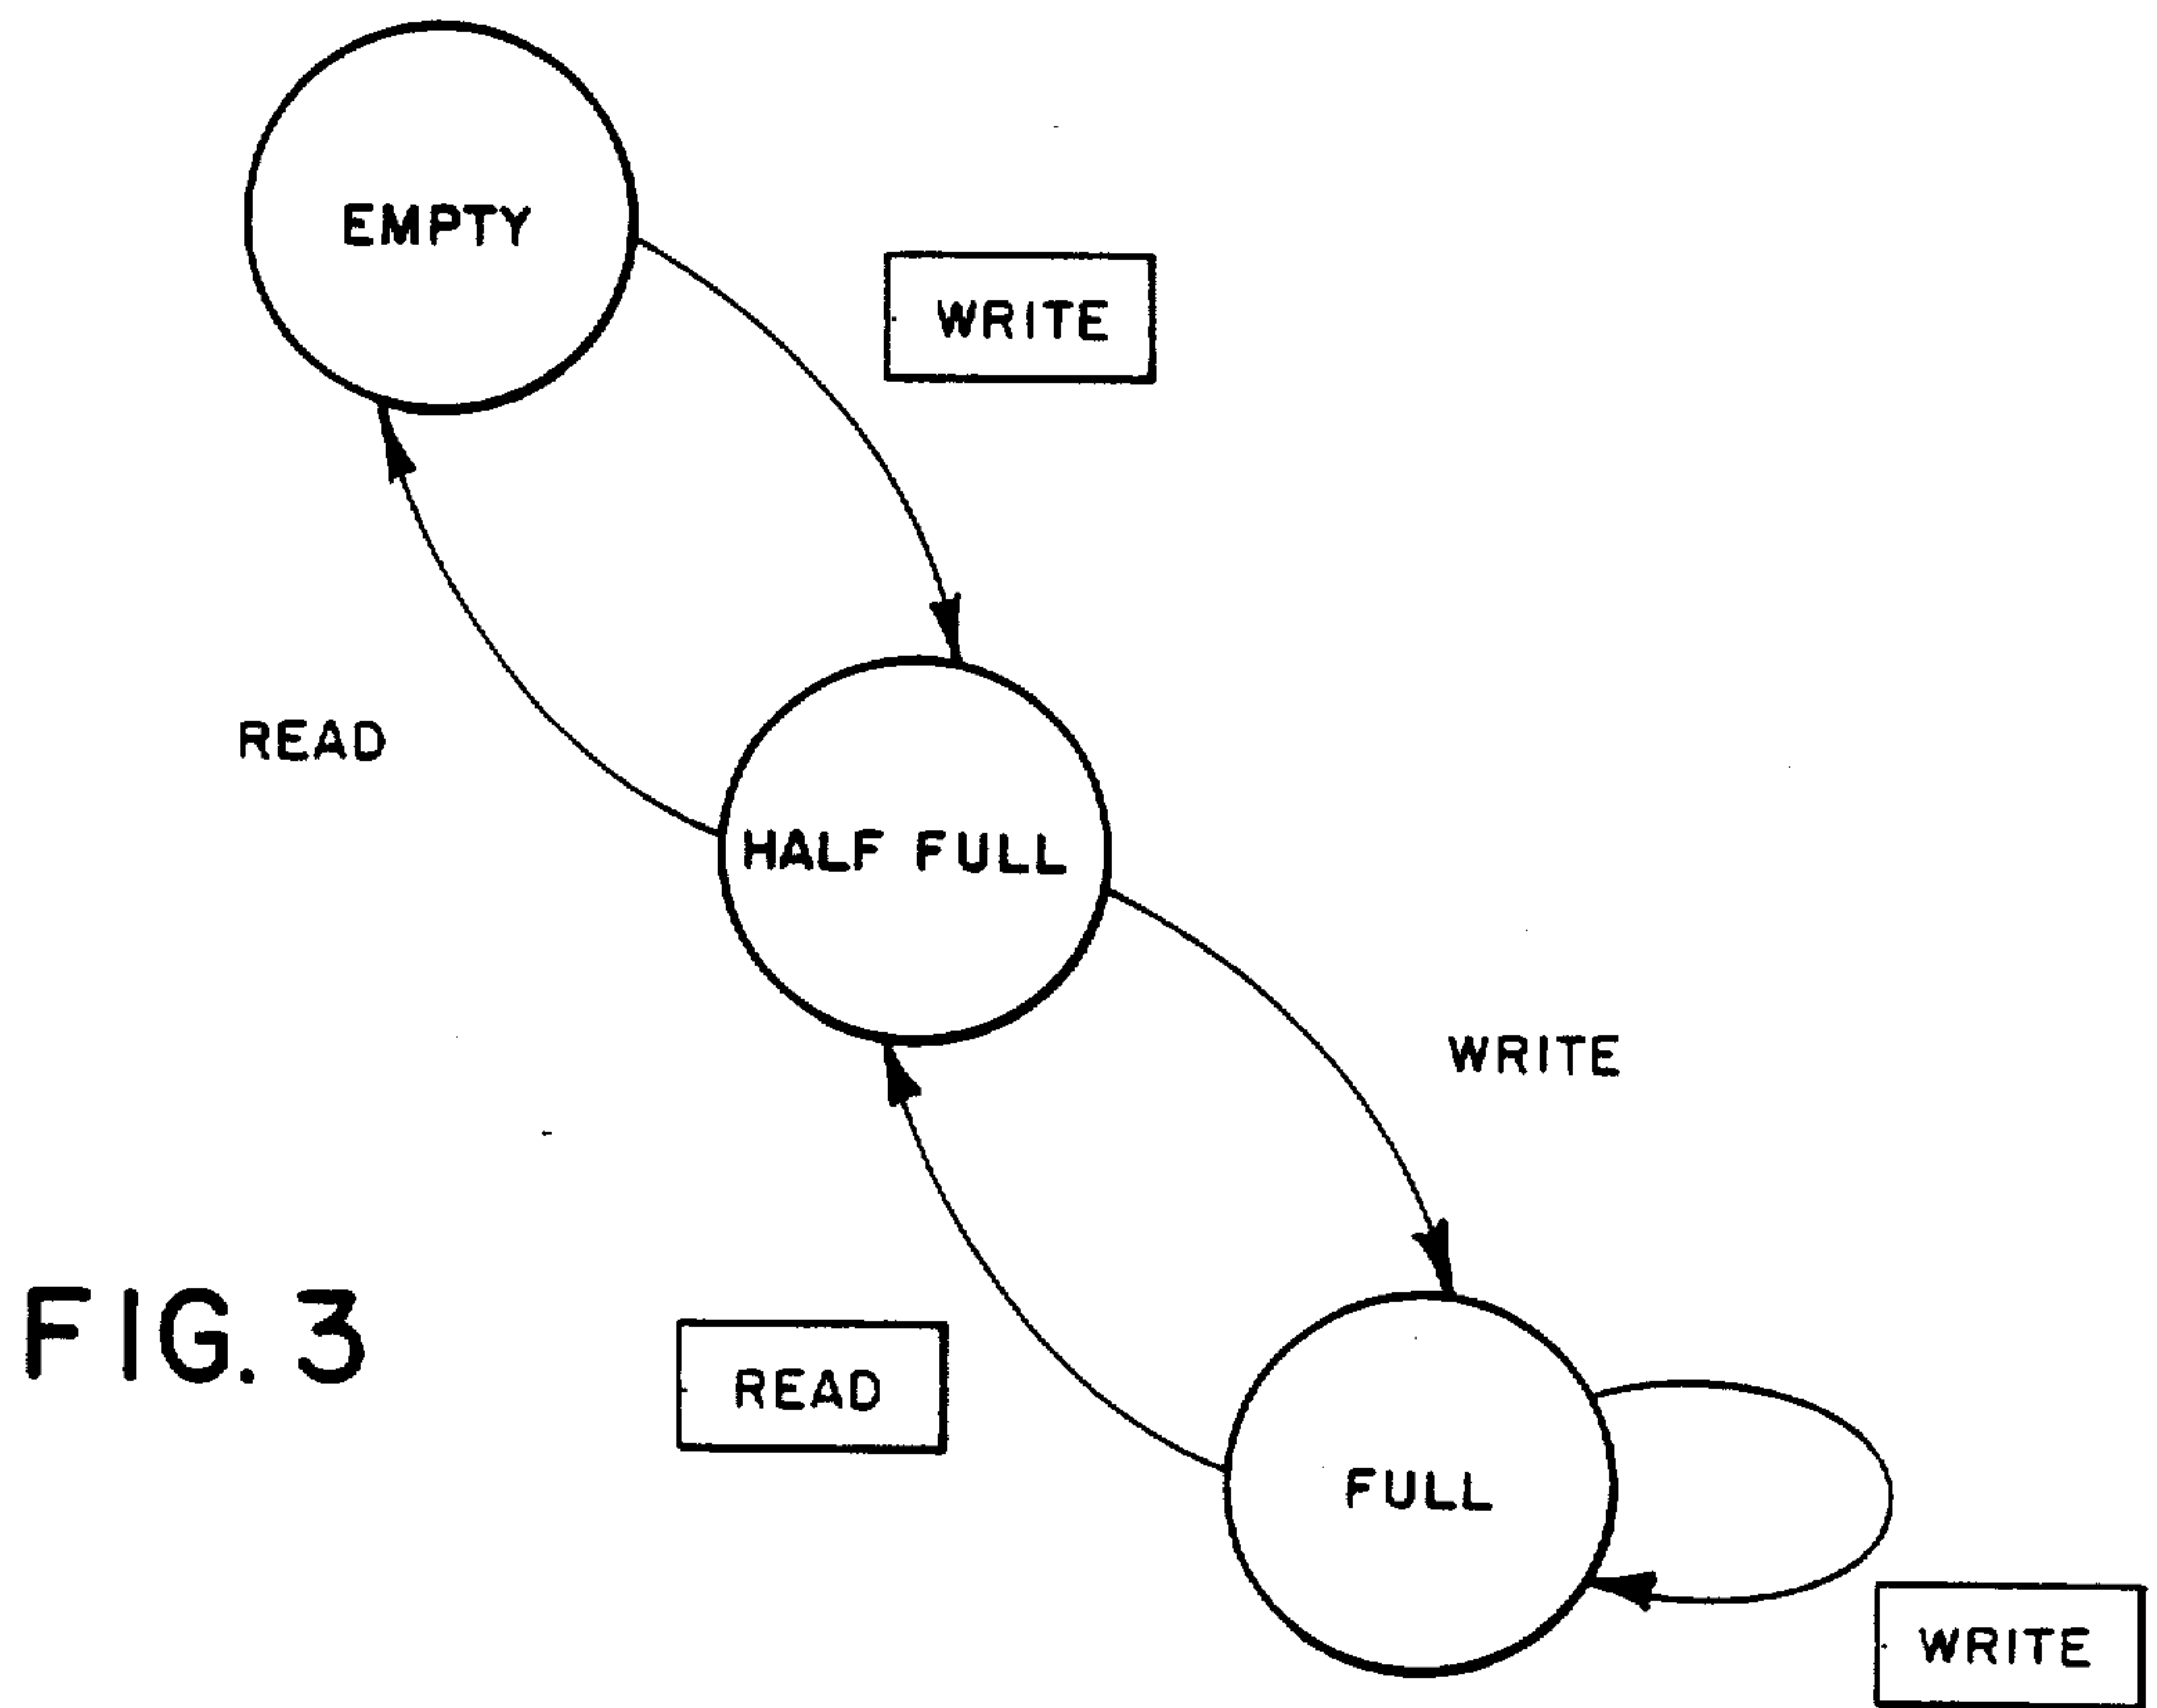 EMPTY
WRITE
READ
HALF FULL
WRITE
FIG. 3
READ
FULL
WRITE